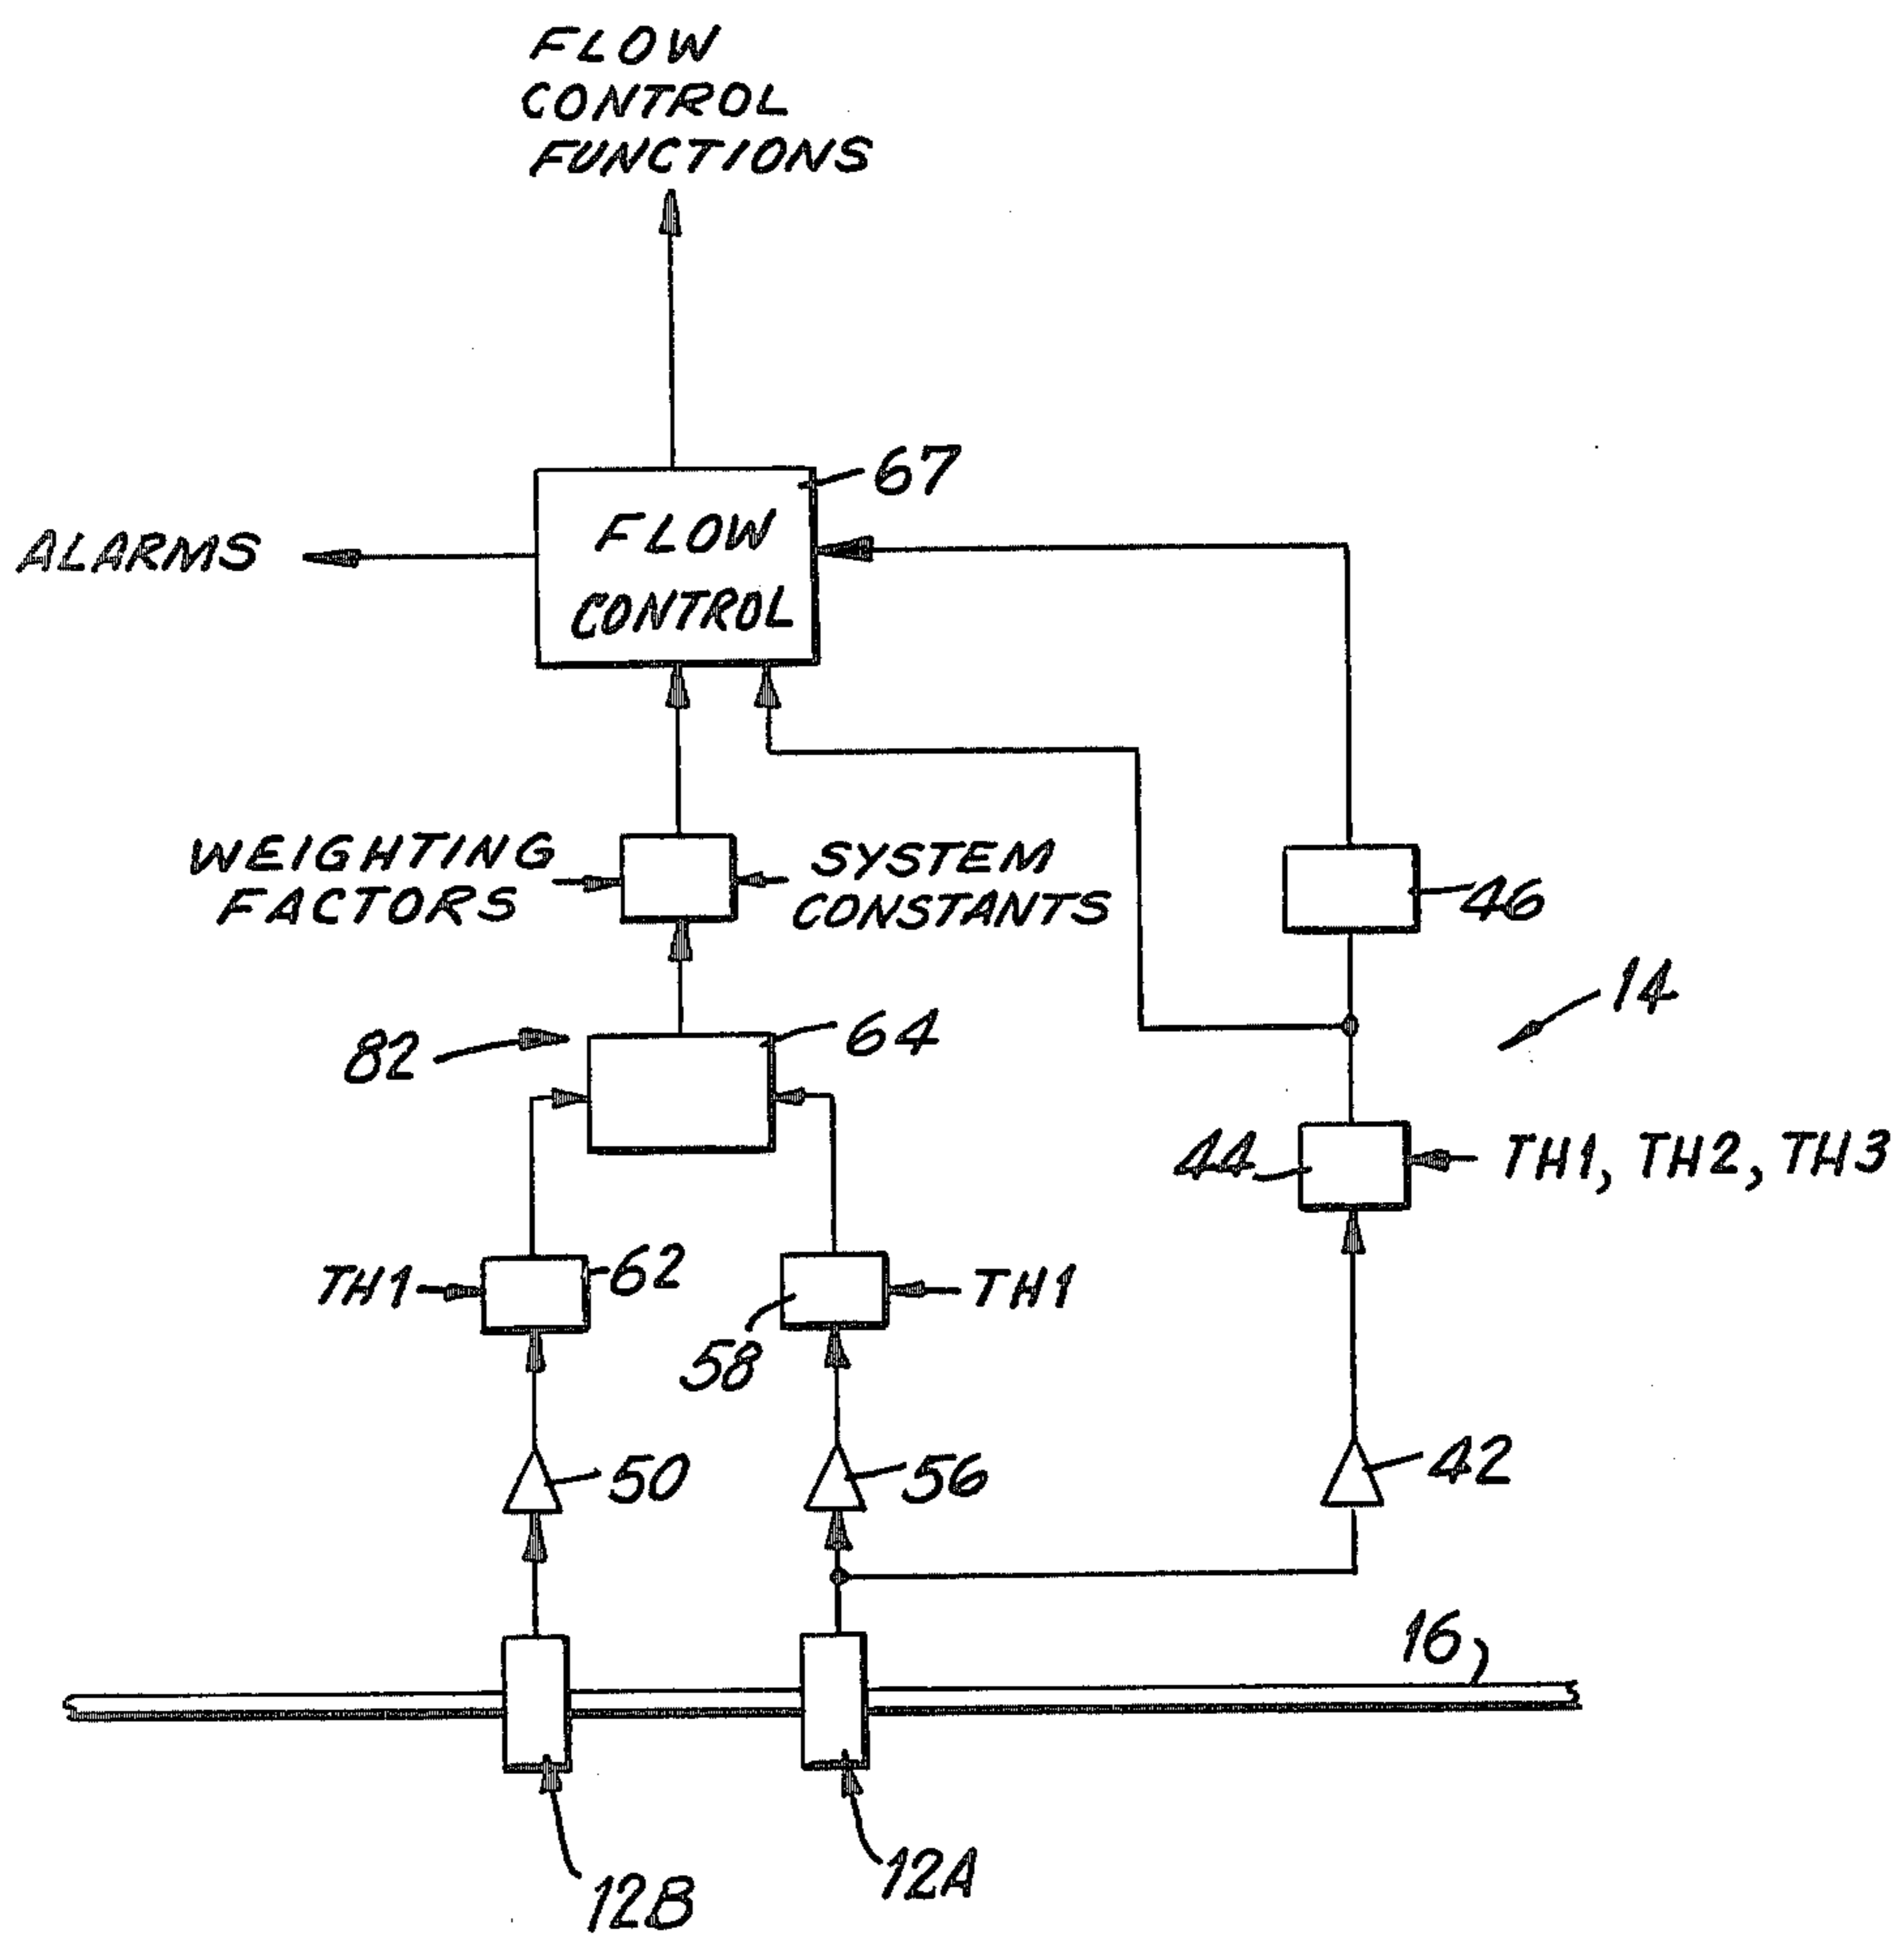 FLOW
CONTROL
FUNCTIONS
67
ALARMS
FLOW
CONTROL
WEIGHTING
FACTORS
SYSTEM
CONSTANTS
46
14
82
64
44
TH1, TH2, TH3
TH1
62
58
TH1
50
56
42
16
12B
12A